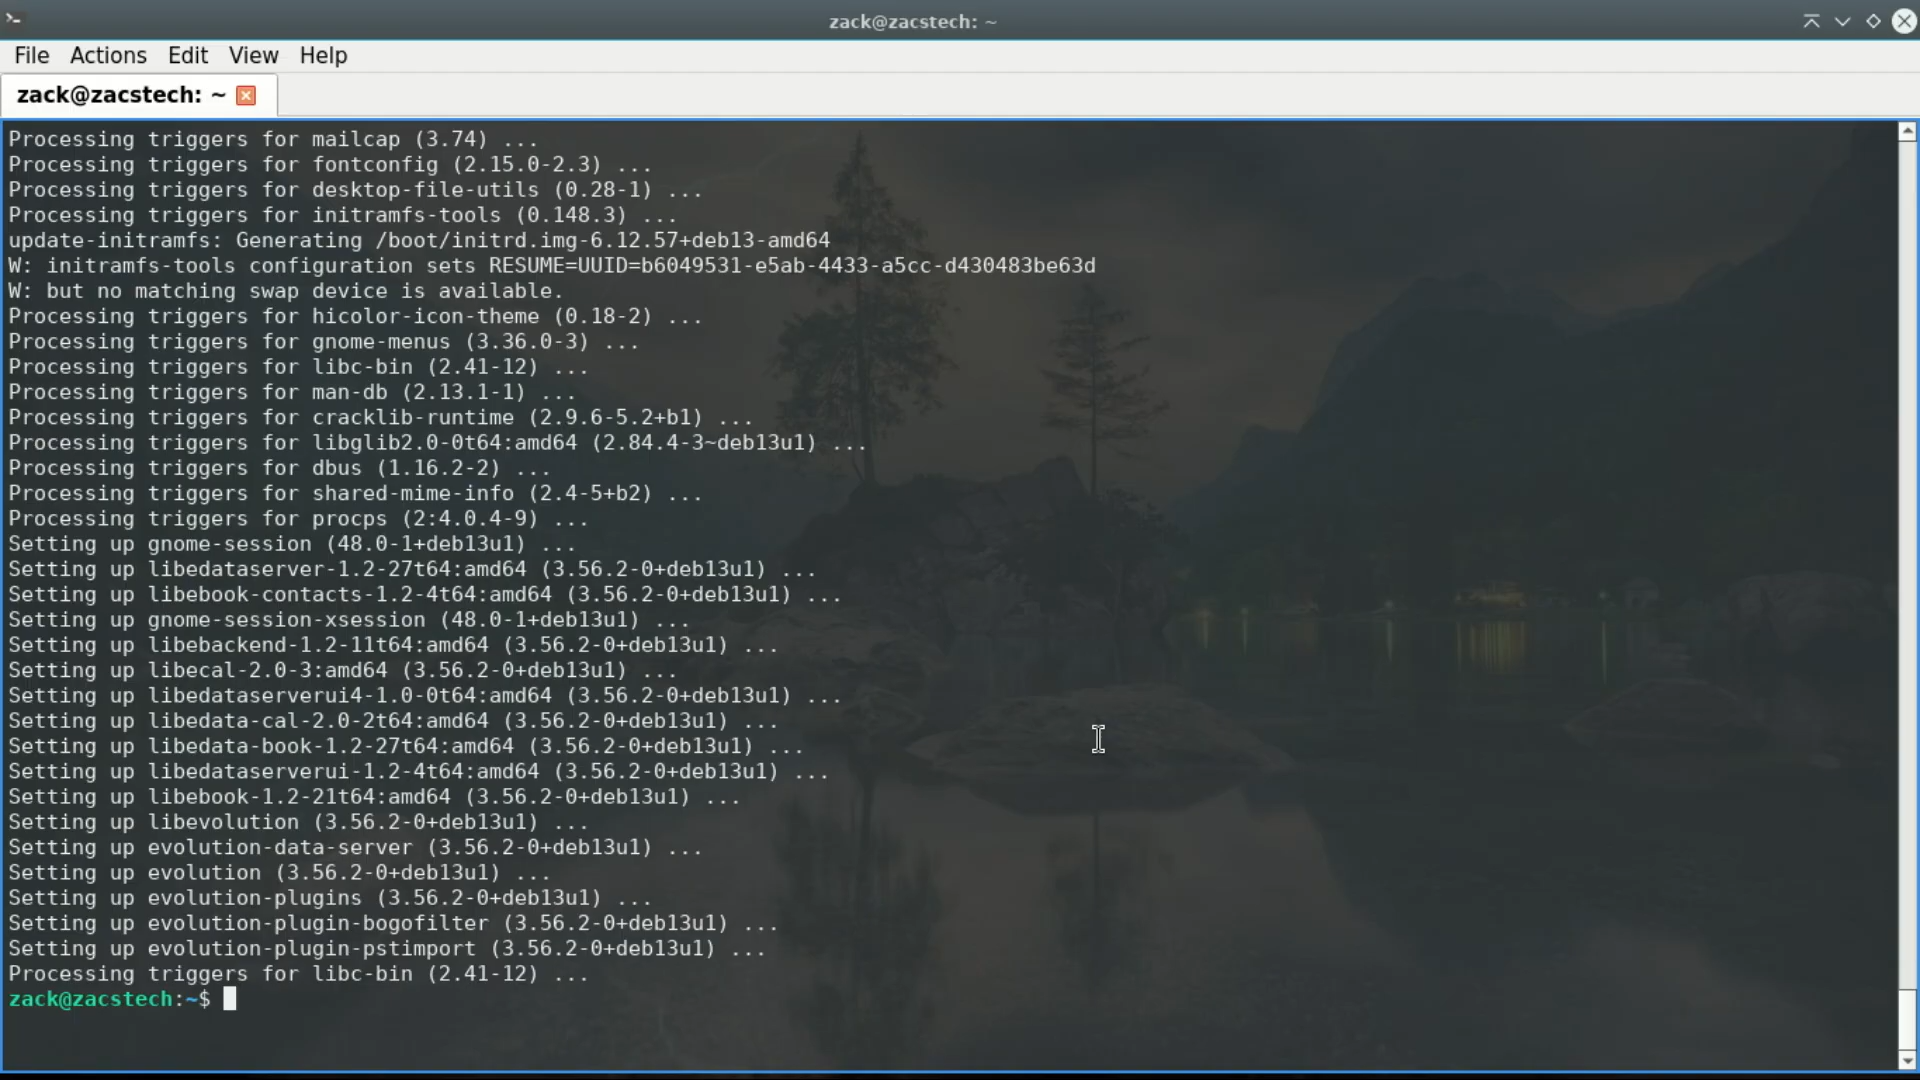 zack@zacstech: ~
File Actions Edit View Help
zack@zacstech: ~
Processing triggers for mailcap (3.74) ...
Processing triggers for fontconfig (2.15.0-2.3) ...
Processing triggers for desktop-file-utils (0.28-1) ...
Processing triggers for initramfs-tools (0.148.3) ...
update-initramfs: Generating /boot/initrd.img-6.12.57+deb13-amd64
W: initramfs-tools configuration sets RESUME=UUID=b6049531-e5ab-4433-a5cc-d430483be63d
W: but no matching swap device is available.
Processing triggers for hicolor-icon-theme (0.18-2) ...
Processing triggers for gnome-menus (3.36.0-3) ...
Processing triggers for libc-bin (2.41-12) ...
Processing triggers for man-db (2.13.1-1) ...
Processing triggers for cracklib-runtime (2.9.6-5.2+b1) ...
Processing triggers for libglib2.0-0t64:amd64 (2.84.4-3~deb13u1) ...
Processing triggers for dbus (1.16.2-2) ...
Processing triggers for shared-mime-info (2.4-5+b2) ...
Processing triggers for procps (2:4.0.4-9) ...
Setting up gnome-session (48.0-1+deb13u1) ...
Setting up libedataserver-1.2-27t64:amd64 (3.56.2-0+deb13u1) ...
Setting up libebook-contacts-1.2-4t64:amd64 (3.56.2-0+deb13u1) ...
Setting up gnome-session-xsession (48.0-1+deb13u1) ...
Setting up libebackend-1.2-11t64:amd64 (3.56.2-0+deb13u1) ...
Setting up libecal-2.0-3:amd64 (3.56.2-0+deb13u1) ...
Setting up libedataserverui4-1.0-0t64:amd64 (3.56.2-0+deb13u1) ...
Setting up libedata-cal-2.0-2t64:amd64 (3.56.2-0+deb13u1) ...
Setting up libedata-book-1.2-27t64:amd64 (3.56.2-0+deb13u1) ...
Setting up libedataserverui-1.2-4t64:amd64 (3.56.2-0+deb13u1) ...
Setting up libebook-1.2-21t64:amd64 (3.56.2-0+deb13u1) ...
Setting up libevolution (3.56.2-0+deb13u1) ...
Setting up evolution-data-server (3.56.2-0+deb13u1) ...
Setting up evolution (3.56.2-0+deb13u1) ...
Setting up evolution-plugins (3.56.2-0+deb13u1) ...
Setting up evolution-plugin-bogofilter (3.56.2-0+deb13u1) ...
Setting up evolution-plugin-pstimport (3.56.2-0+deb13u1) ...
Processing triggers for libc-bin (2.41-12) ...
zack@zacstech:~$